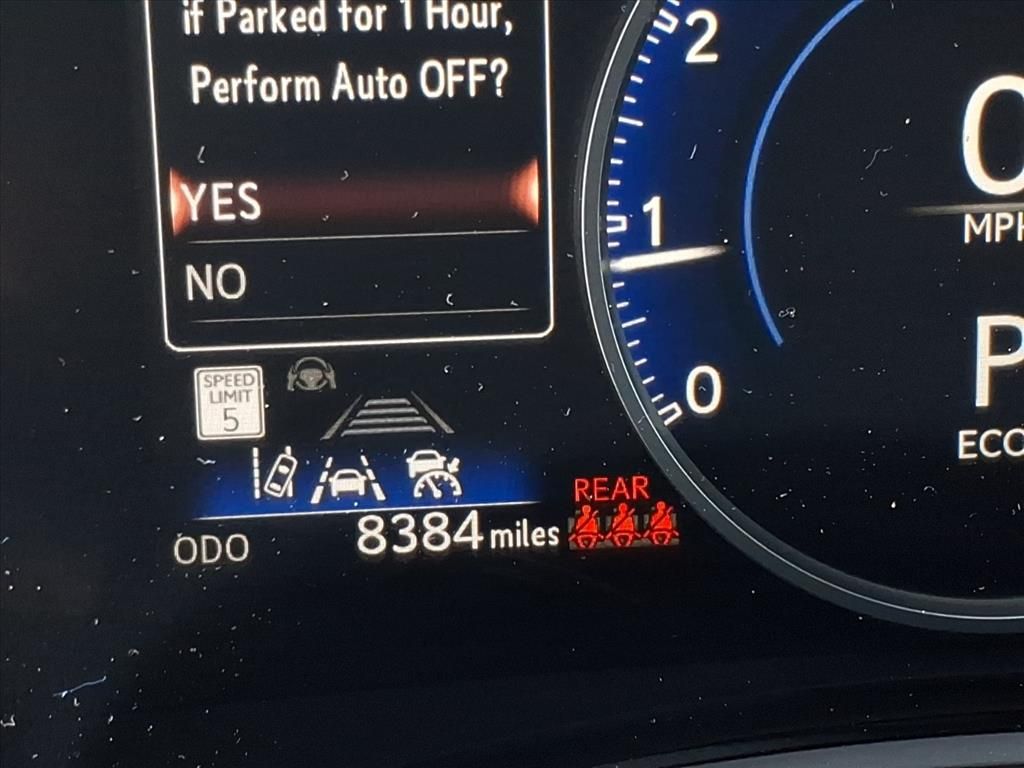 if Parked for 1 Hour,
Perform Auto OFF?
YES
NO
SPEED
LIMIT
5
ODO
8384 miles
REAR
2
1
0
0
MPH
P
ECO